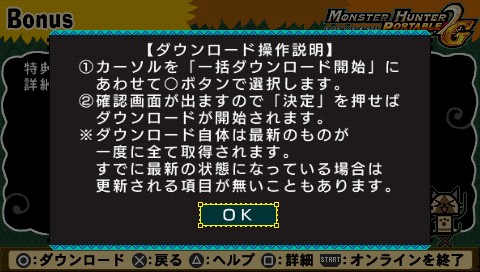 Bonus
MONSTER HUNTER
PORTABLE 2nd G
特典
詳細
【ダウンロード操作説明】
①カーソルを「一括ダウンロード開始」に
あわせて○ボタンで選択します。
②確認画面が出ますので「決定」を押せば
ダウンロードが開始されます。
※ダウンロード自体は最新のものが
一度に全て取得されます。
すでに最新の状態になっている場合は
更新される項目が無いこともあります。
OK
○:ダウンロード ×:戻る △:ヘルプ □:詳細 START:オンラインを終了